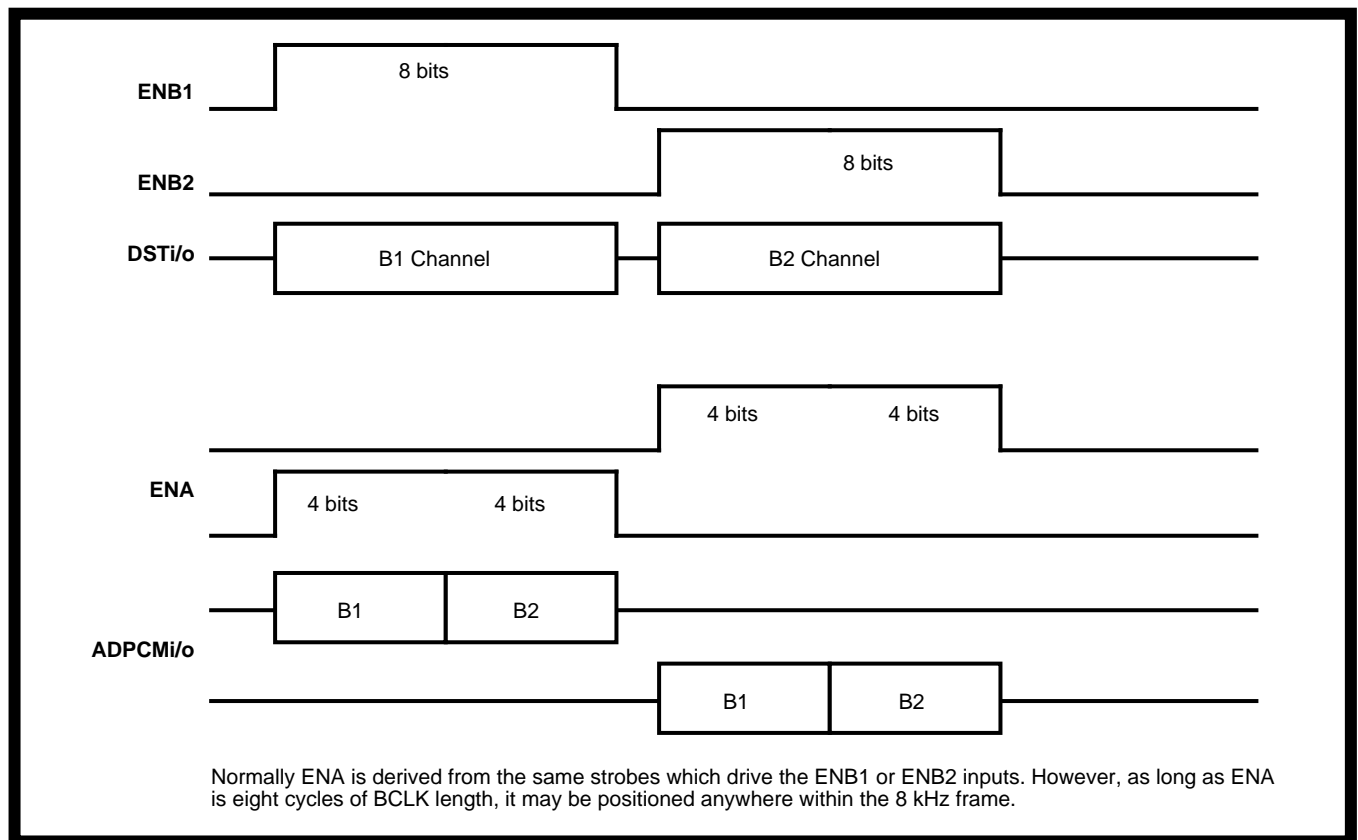 8 bits
ENB1
8 bits
ENB2
DSTi/o
B1 Channel
B2 Channel
4 bits
4 bits
ENA
4 bits
4 bits
B1
B2
ADPCMi/o
B1
B2
Normally ENA is derived from the same strobes which drive the ENB1 or ENB2 inputs. However, as long as ENA
is eight cycles of BCLK length, it may be positioned anywhere within the 8 kHz frame.